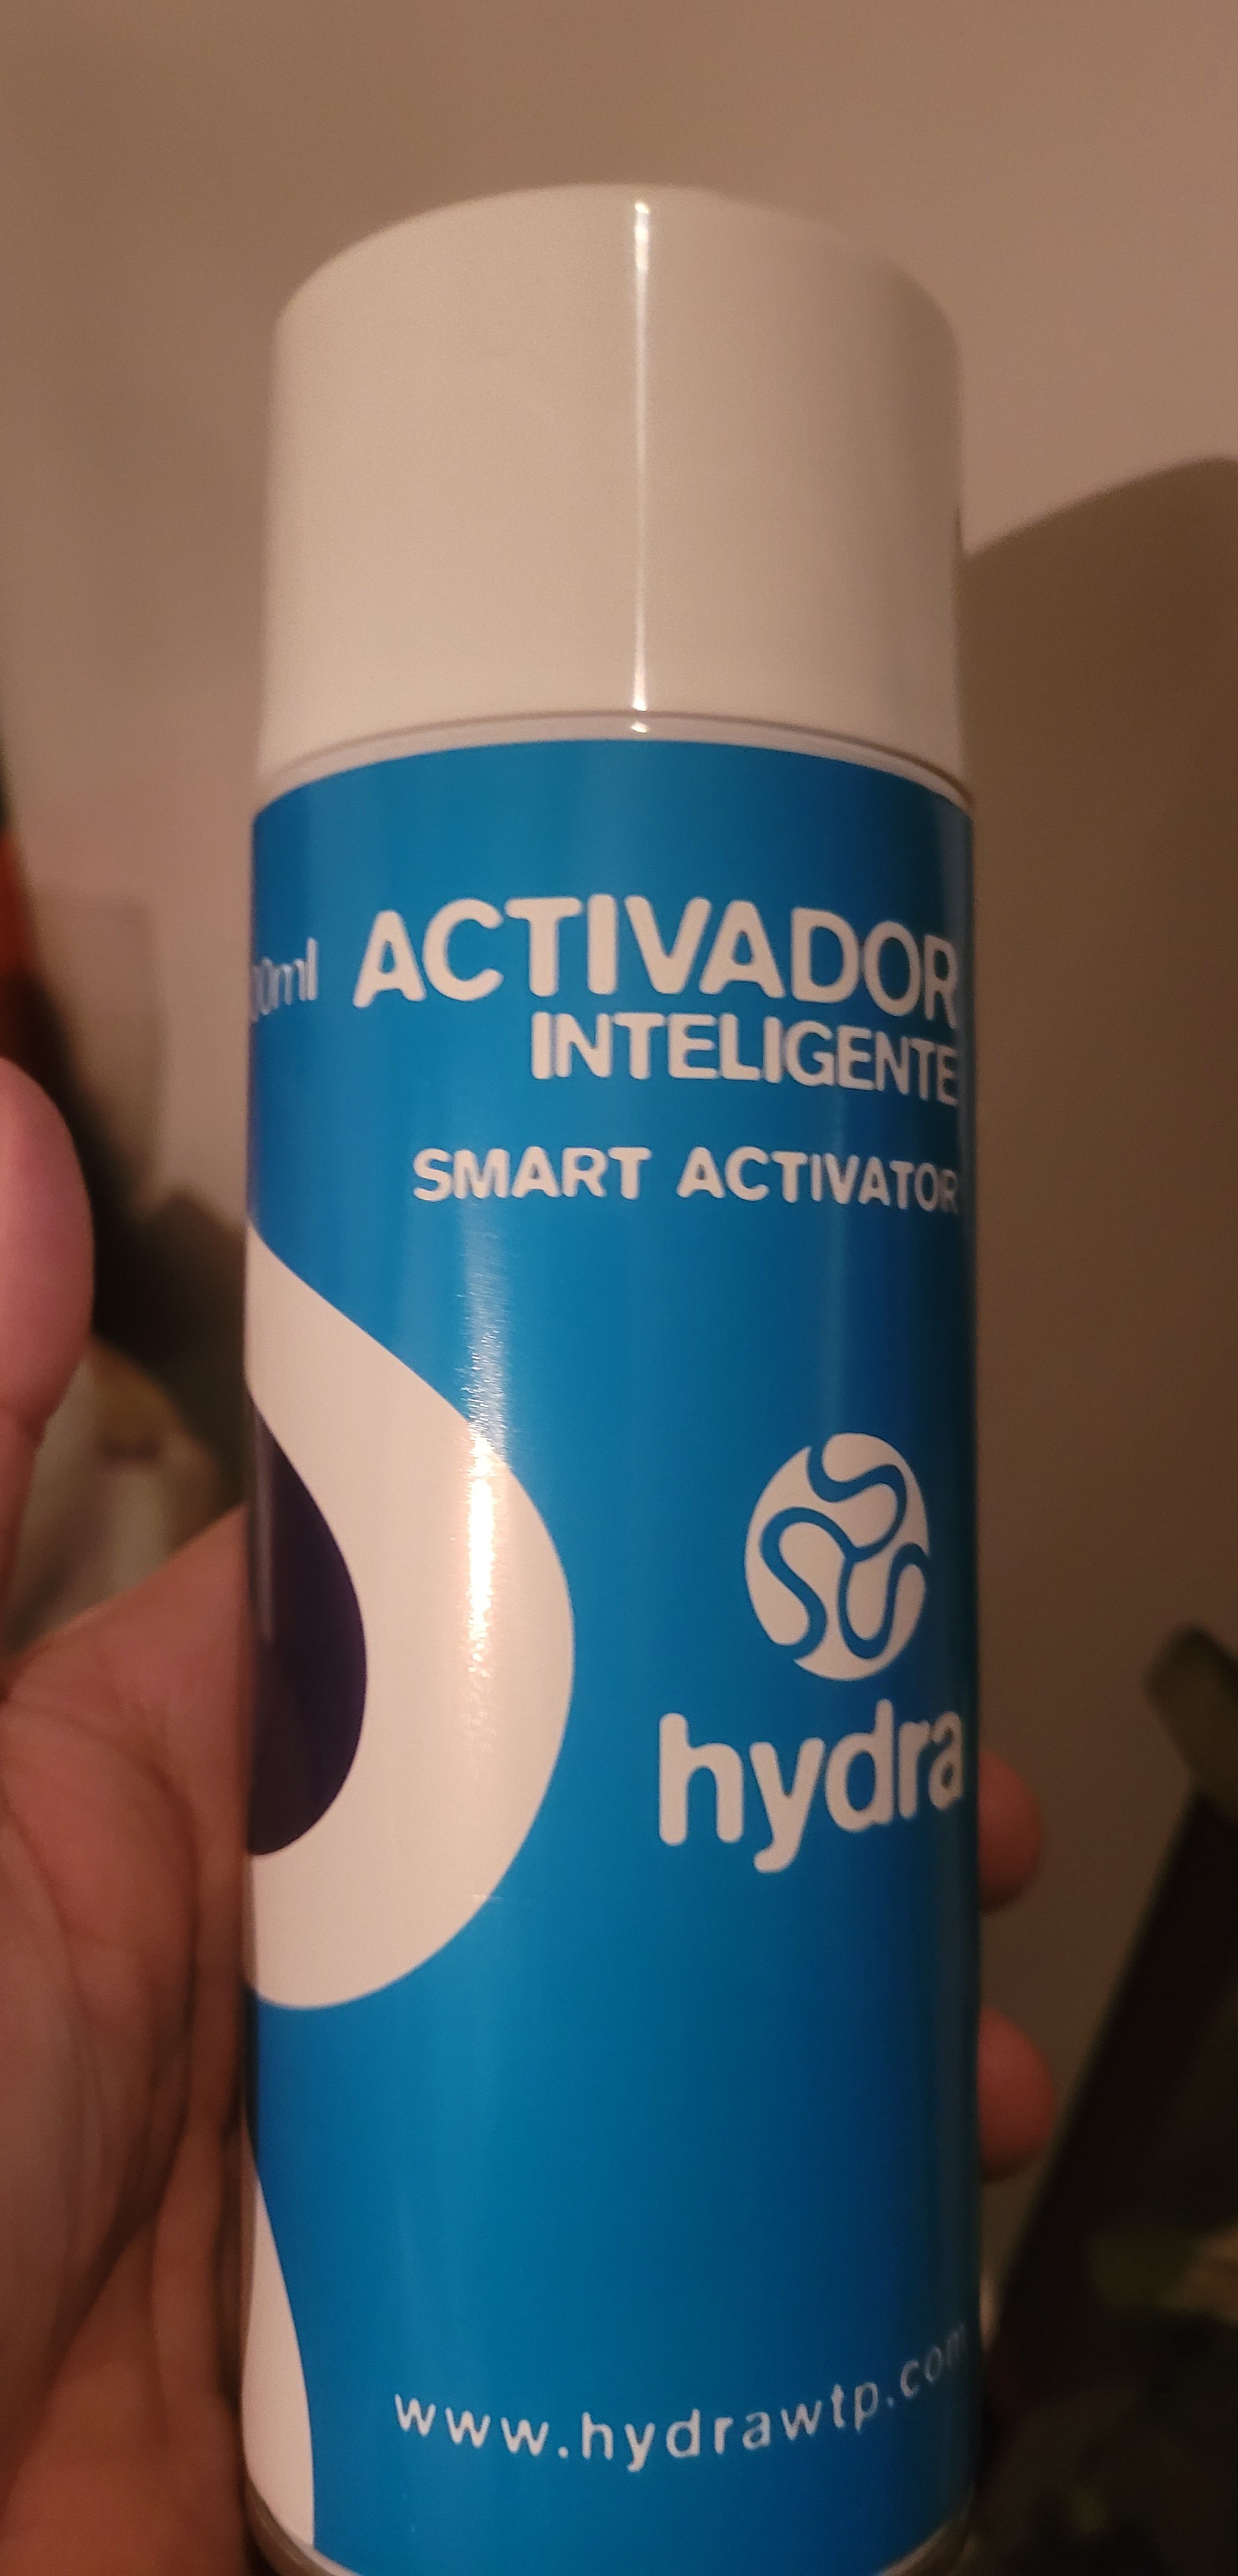 ACTIVADOR
INTELIGENTE
SMART ACTIVATOR
hydra
www.hydrawtp.com